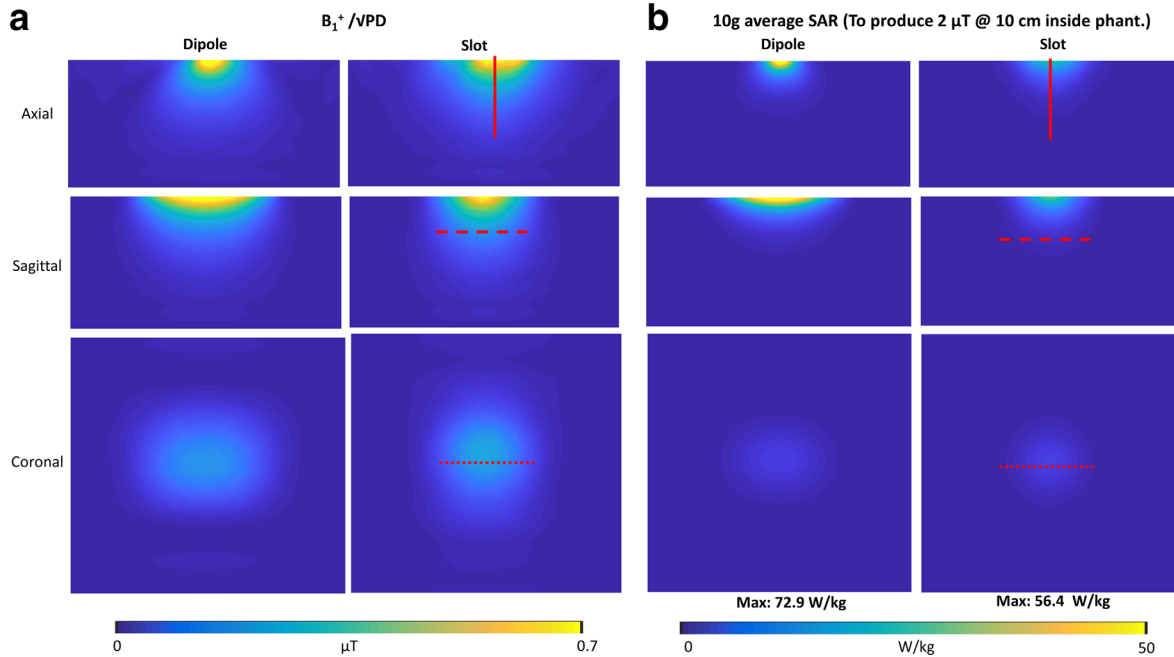 a
B₁⁺ /√PD
Dipole
Slot
b
10g average SAR (To produce 2 µT @ 10 cm inside phant.)
Dipole
Slot
Axial
Sagittal
Coronal
Max: 72.9 W/kg
Max: 56.4 W/kg
0
µT
0.7
0
W/kg
50